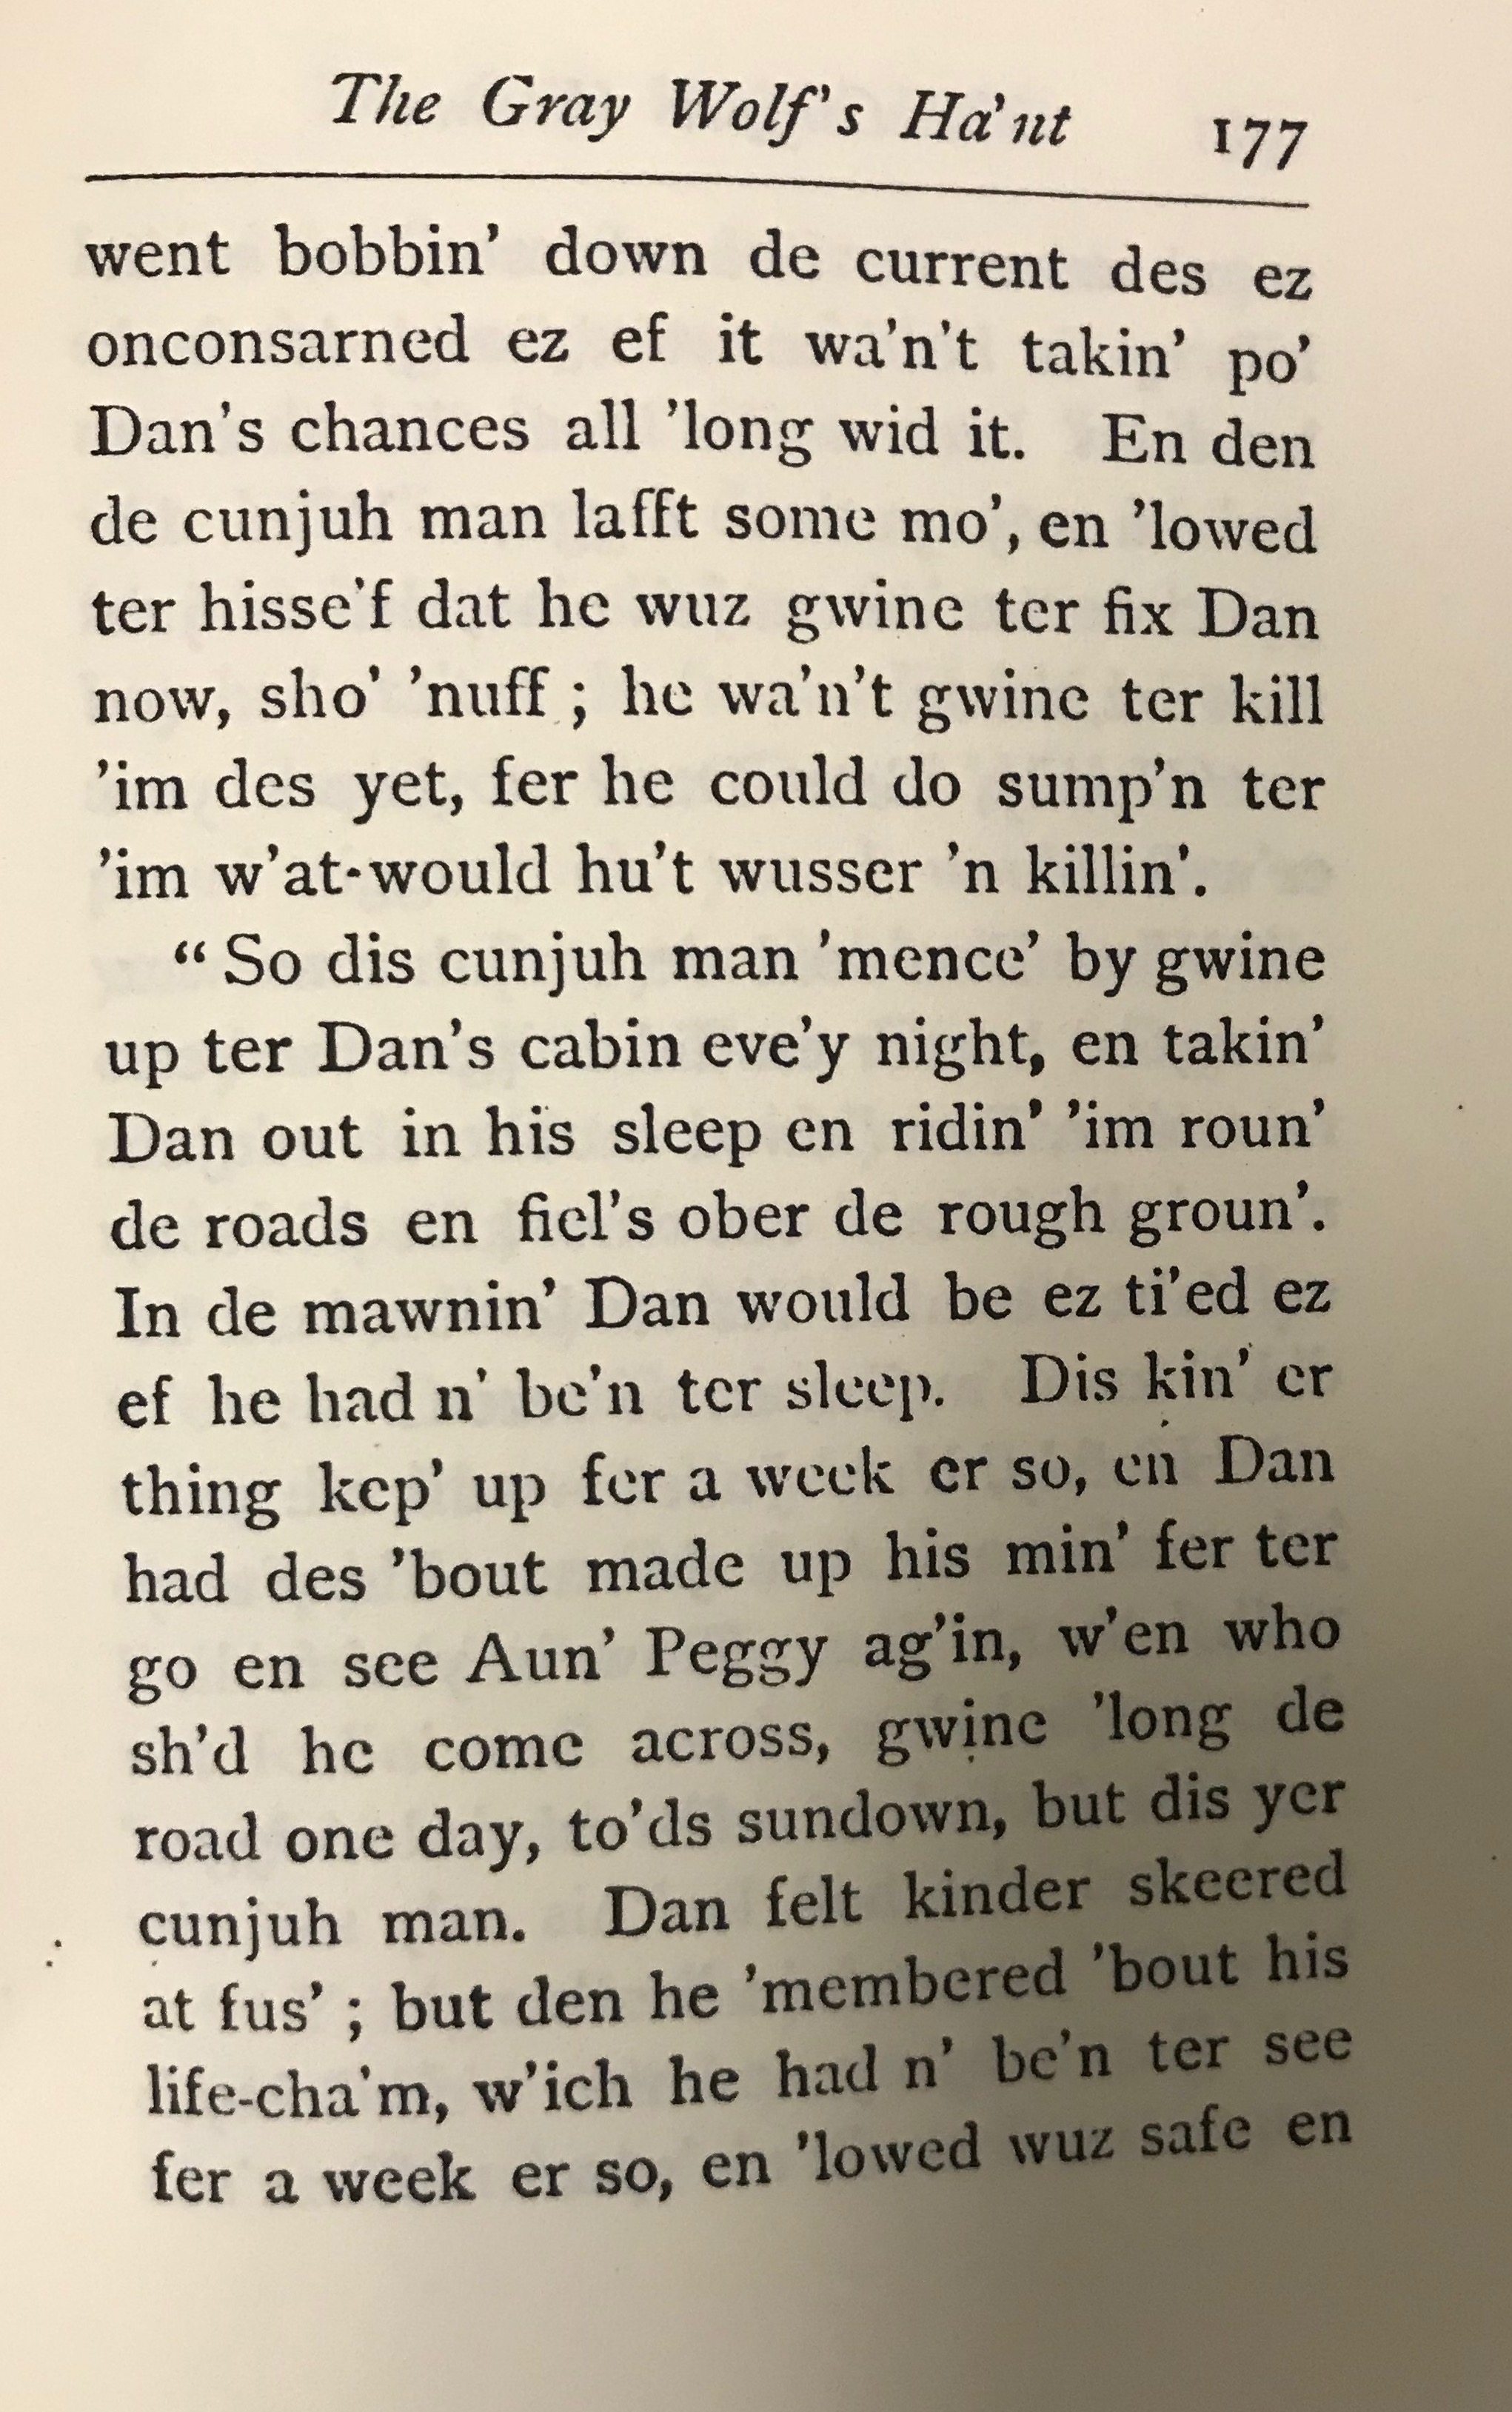 The Gray Wolf's Ha'nt 177
went bobbin' down de current des ez
onconsarned ez ef it wa'n't takin' po'
Dan's chances all 'long wid it. En den
de cunjuh man lafft some mo', en 'lowed
ter hisse'f dat he wuz gwine ter fix Dan
now, sho' 'nuff ; he wa'n't gwine ter kill
'im des yet, fer he could do sump'n ter
'im w'at would hu't wusser 'n killin'.
“ So dis cunjuh man 'mence' by gwine
up ter Dan's cabin eve'y night, en takin'
Dan out in his sleep en ridin' 'im roun'
de roads en fiel's ober de rough groun'.
In de mawnin' Dan would be ez ti'ed ez
ef he had n' be'n ter sleep. Dis kin' er
thing kep' up fer a week er so, en Dan
had des 'bout made up his min' fer ter
go en see Aun' Peggy ag'in, w'en who
sh'd he come across, gwine 'long de
road one day, to'ds sundown, but dis yer
cunjuh man. Dan felt kinder skeered
at fus' ; but den he 'membered 'bout his
life-cha'm, w'ich he had n' be'n ter see
fer a week er so, en 'lowed wuz safe en